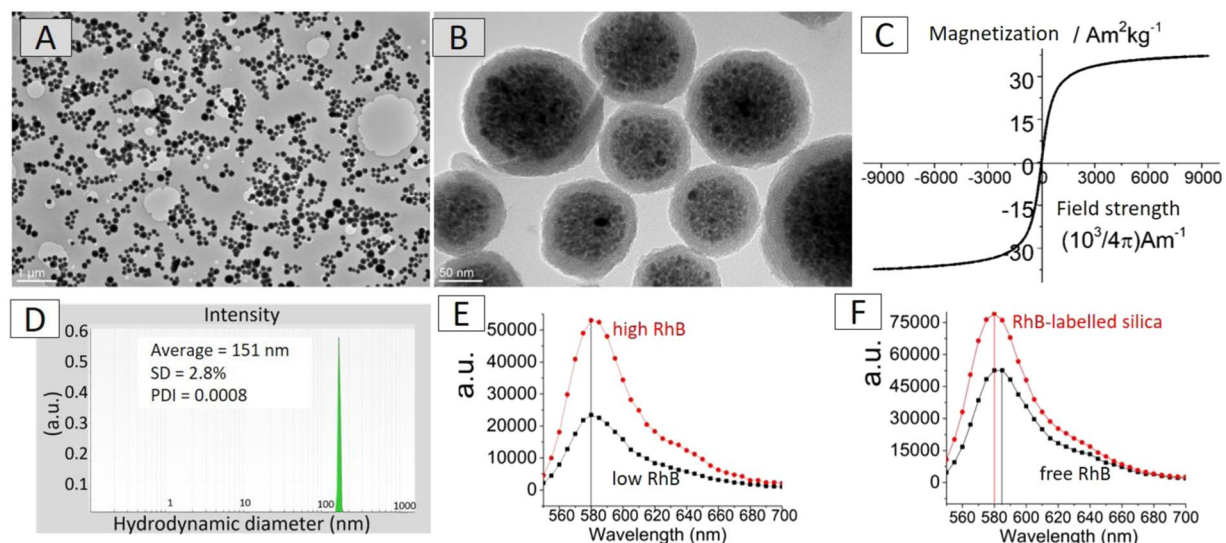 A
1 µm
B
50 nm
C
Magnetization / Am²kg⁻¹
30
15
0
-15
-30
-9000 -6000 -3000 0 3000 6000 9000
Field strength
(10³/4π)Am⁻¹
D
Intensity
0.6
0.5
0.4
0.3
0.2
0.1
(a.u.)
Average = 151 nm
SD = 2.8%
PDI = 0.0008
1 10 100 1000
Hydrodynamic diameter (nm)
E
50000
40000
30000
20000
10000
0
a.u.
high RhB
low RhB
560 580 600 620 640 660 680 700
Wavelength (nm)
F
75000
60000
45000
30000
15000
0
a.u.
RhB-labelled silica
free RhB
560 580 600 620 640 660 680 700
Wavelength (nm)